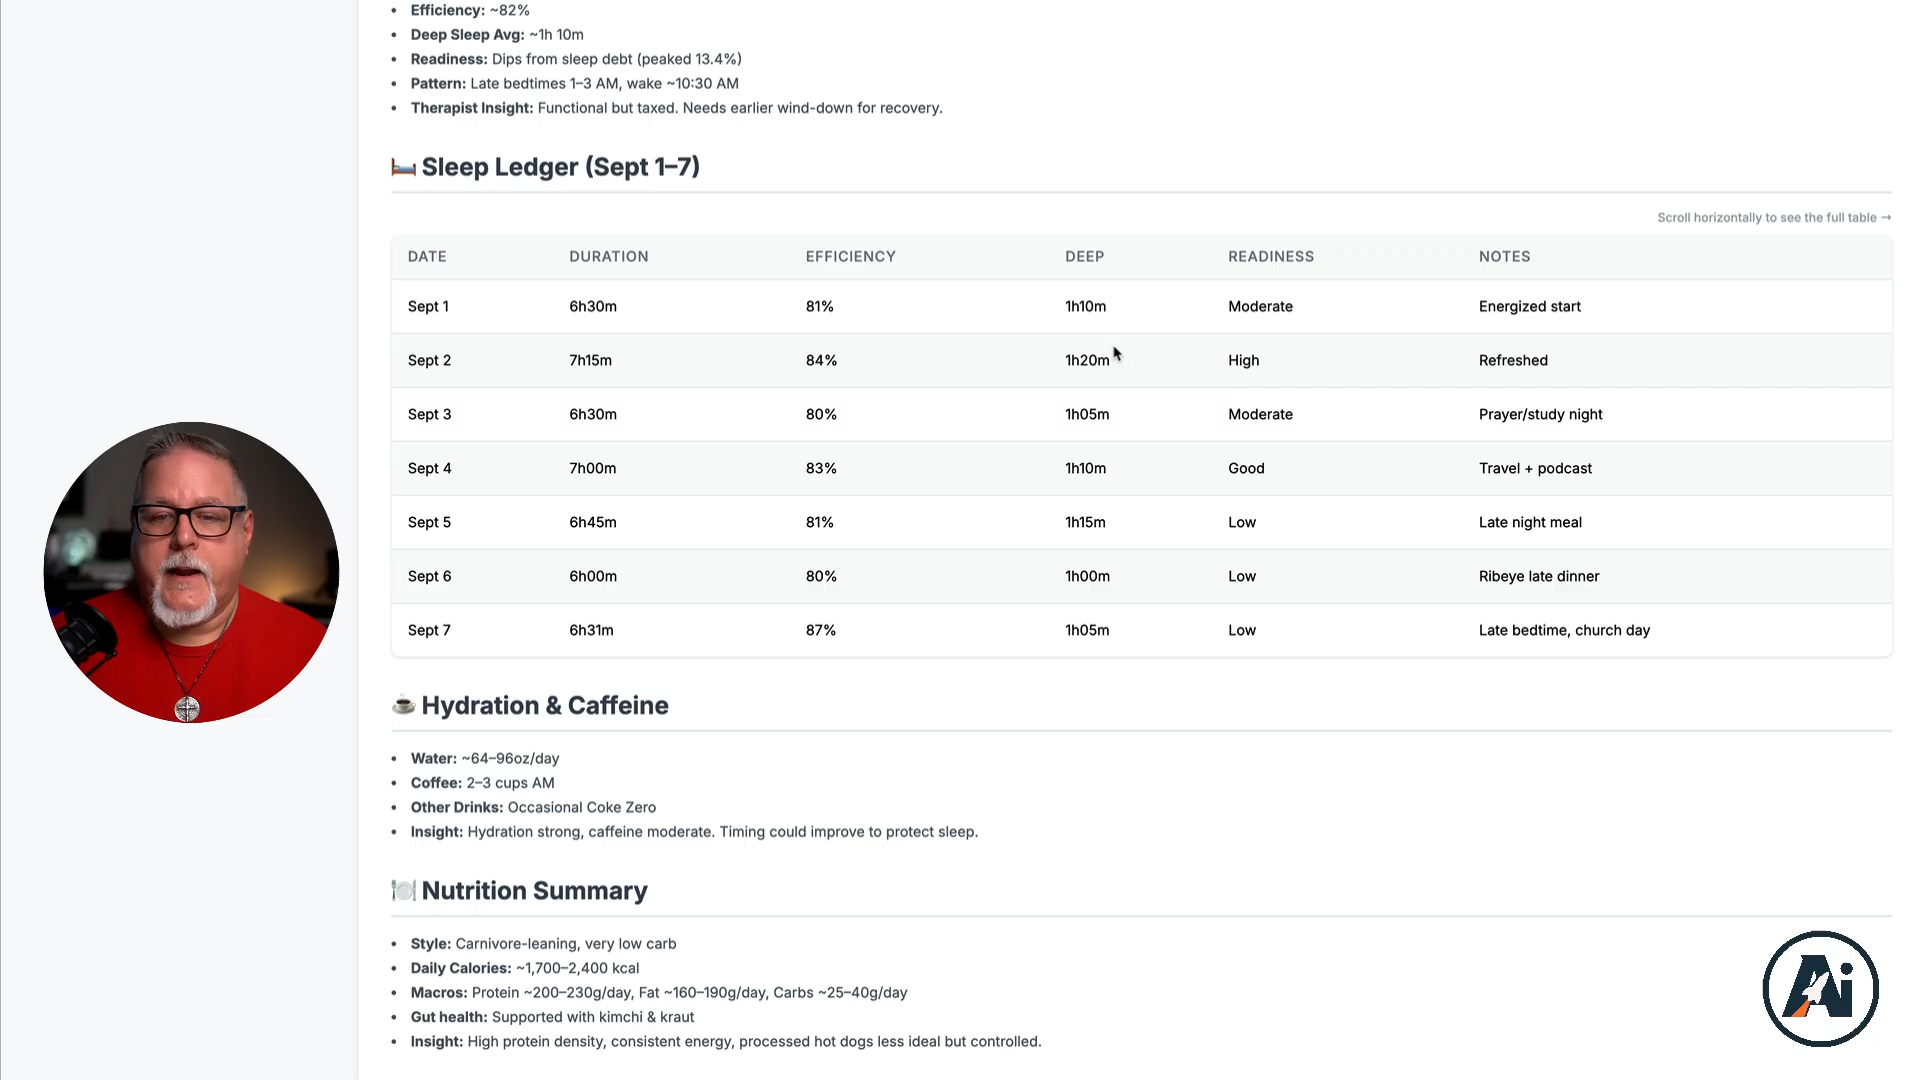 • Efficiency: ~82%
• Deep Sleep Avg: ~1h 10m
• Readiness: Dips from sleep debt (peaked 13.4%)
• Pattern: Late bedtimes 1–3 AM, wake ~10:30 AM
• Therapist Insight: Functional but taxed. Needs earlier wind-down for recovery.
Sleep Ledger (Sept 1–7)
Scroll horizontally to see the full table →
DATE DURATION EFFICIENCY DEEP READINESS NOTES
Sept 1 6h30m 81% 1h10m Moderate Energized start
Sept 2 7h15m 84% 1h20m High Refreshed
Sept 3 6h30m 80% 1h05m Moderate Prayer/study night
Sept 4 7h00m 83% 1h10m Good Travel + podcast
Sept 5 6h45m 81% 1h15m Low Late night meal
Sept 6 6h00m 80% 1h00m Low Ribeye late dinner
Sept 7 6h31m 87% 1h05m Low Late bedtime, church day
Hydration & Caffeine
• Water: ~64–96oz/day
• Coffee: 2–3 cups AM
• Other Drinks: Occasional Coke Zero
• Insight: Hydration strong, caffeine moderate. Timing could improve to protect sleep.
Nutrition Summary
• Style: Carnivore-leaning, very low carb
• Daily Calories: ~1,700–2,400 kcal
• Macros: Protein ~200–230g/day, Fat ~160–190g/day, Carbs ~25–40g/day
• Gut health: Supported with kimchi & kraut
• Insight: High protein density, consistent energy, processed hot dogs less ideal but controlled.
Ai